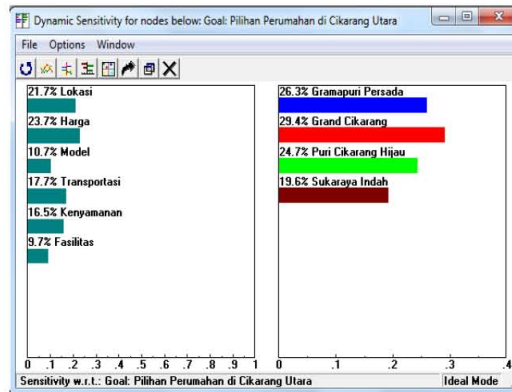 Dynamic Sensitivity for nodes below: Goal: Pilihan Perumahan di Cikarang Utara
File Options Window
21.7% Lokasi
23.7% Harga
10.7% Model
17.7% Transportasi
16.5% Kenyamanan
9.7% Fasilitas
0 .1 .2 .3 .4 .5 .6 .7 .8 .9 1
26.3% Gramapuri Persada
29.4% Grand Cikarang
24.7% Puri Cikarang Hijau
19.6% Sukaraya Indah
0 .1 .2 .3 .4
Sensitivity w.r.t.: Goal: Pilihan Perumahan di Cikarang Utara
Ideal Mode